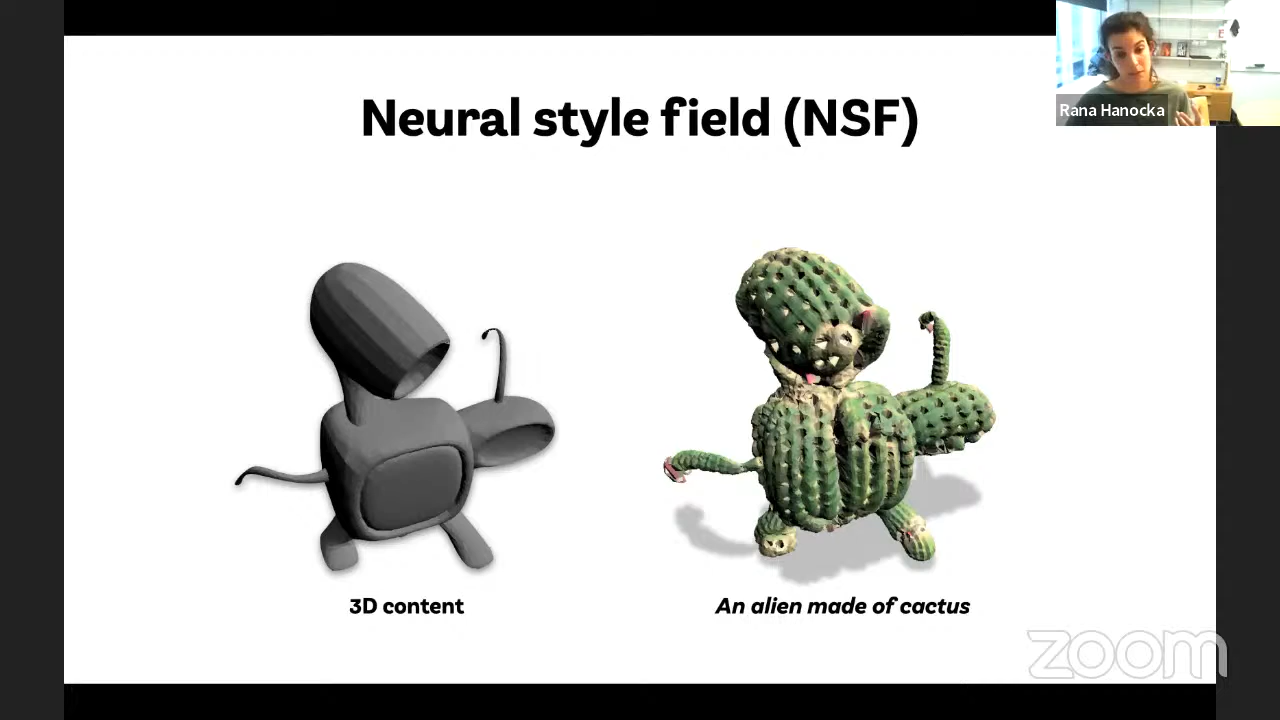 Neural style field (NSF)
Rana Hanocka
3D content
An alien made of cactus
zoom